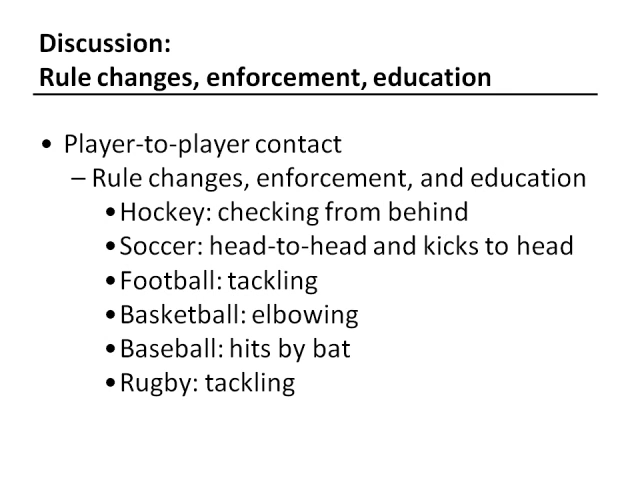 Discussion:
Rule changes, enforcement, education
• Player-to-player contact
– Rule changes, enforcement, and education
•Hockey: checking from behind
•Soccer: head-to-head and kicks to head
•Football: tackling
•Basketball: elbowing
•Baseball: hits by bat
•Rugby: tackling